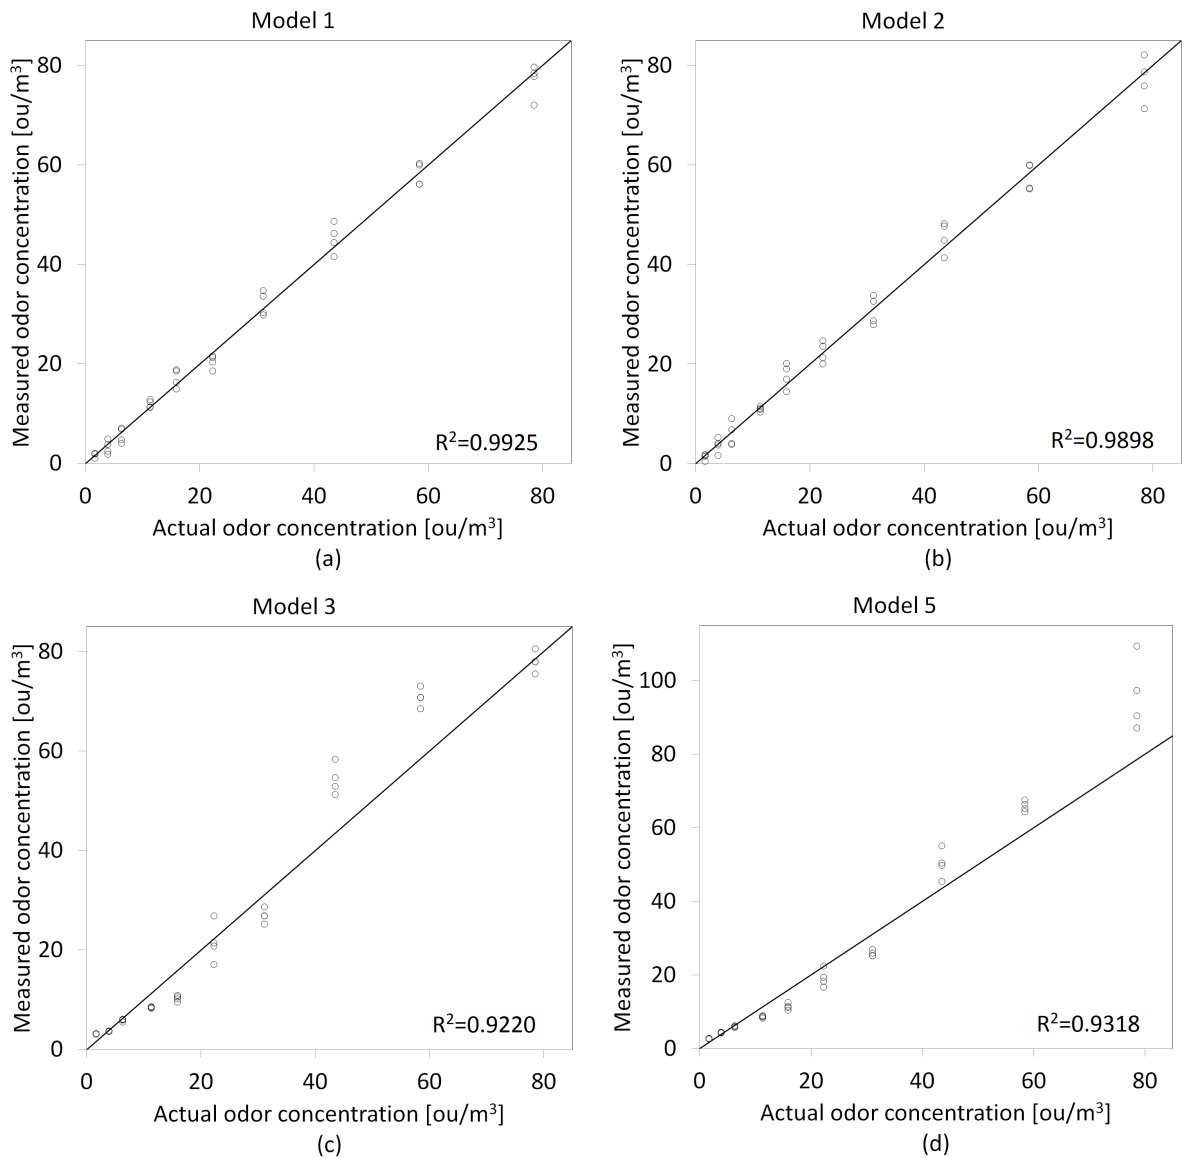 Model 1
Measured odor concentration [ou/m³]
80
60
40
20
0
R²=0.9925
0 20 40 60 80
Actual odor concentration [ou/m³]
(a)
Model 2
Measured odor concentration [ou/m³]
80
60
40
20
0
R²=0.9898
0 20 40 60 80
Actual odor concentration [ou/m³]
(b)
Model 3
Measured odor concentration [ou/m³]
80
60
40
20
0
R²=0.9220
0 20 40 60 80
Actual odor concentration [ou/m³]
(c)
Model 5
Measured odor concentration [ou/m³]
100
80
60
40
20
0
R²=0.9318
0 20 40 60 80
Actual odor concentration [ou/m³]
(d)